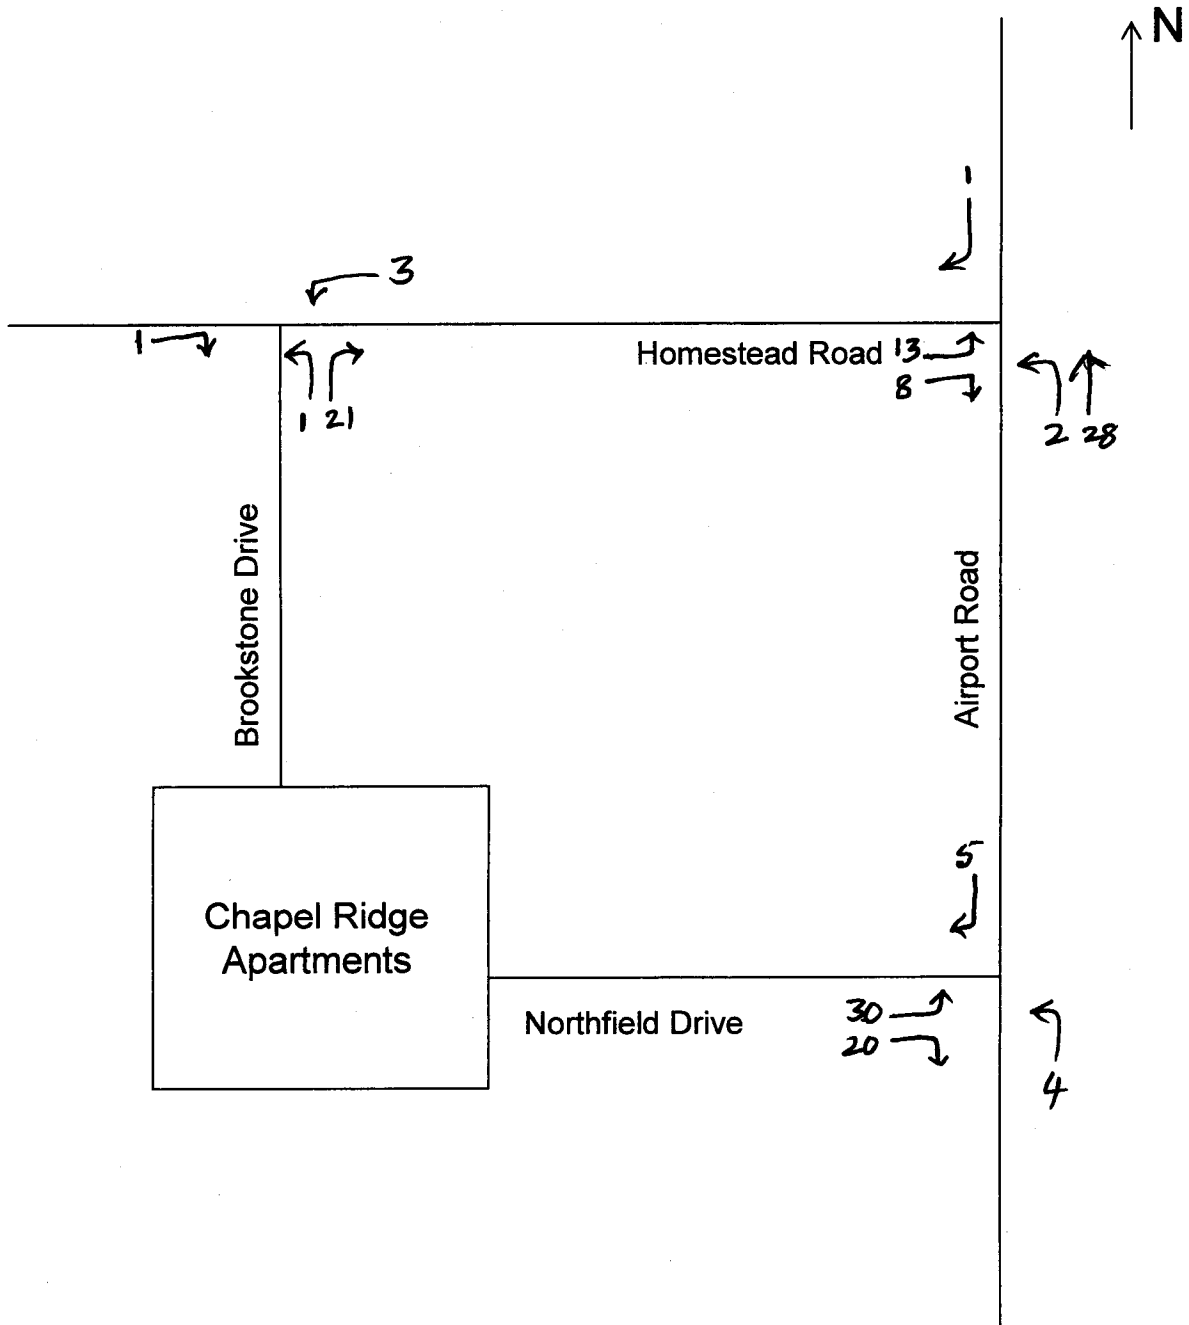 N
1
3
1
Homestead Road 13
8
1 21
2 28
Brookstone Drive
Airport Road
5
Chapel Ridge
Apartments
30
Northfield Drive
20
4